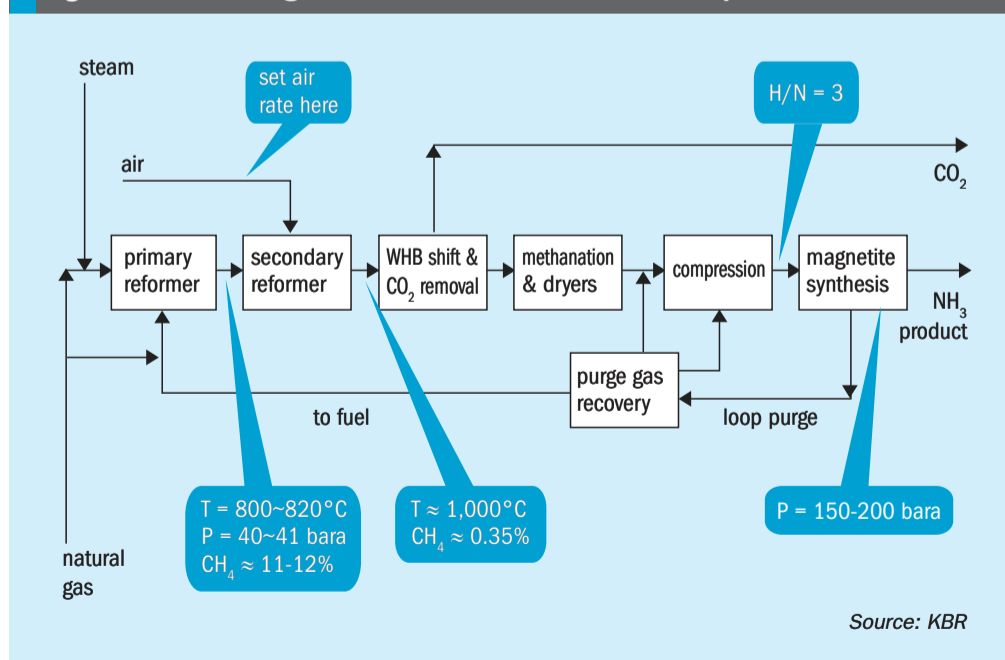 steam
set air
rate here
H/N = 3
air
CO₂
primary
reformer
secondary
reformer
WHB shift &
CO₂ removal
methanation
& dryers
compression
magnetite
synthesis
NH₃
product
purge gas
recovery
to fuel
loop purge
T = 800~820°C
P = 40~41 bara
CH₄ ≈ 11-12%
T ≈ 1,000°C
CH₄ ≈ 0.35%
P = 150-200 bara
natural
gas
Source: KBR